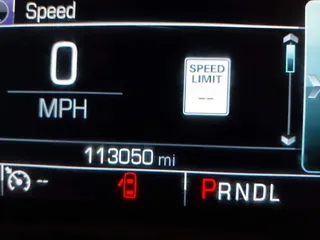 Speed
0
MPH
SPEED
LIMIT
--
113050 mi
--
PRNDL